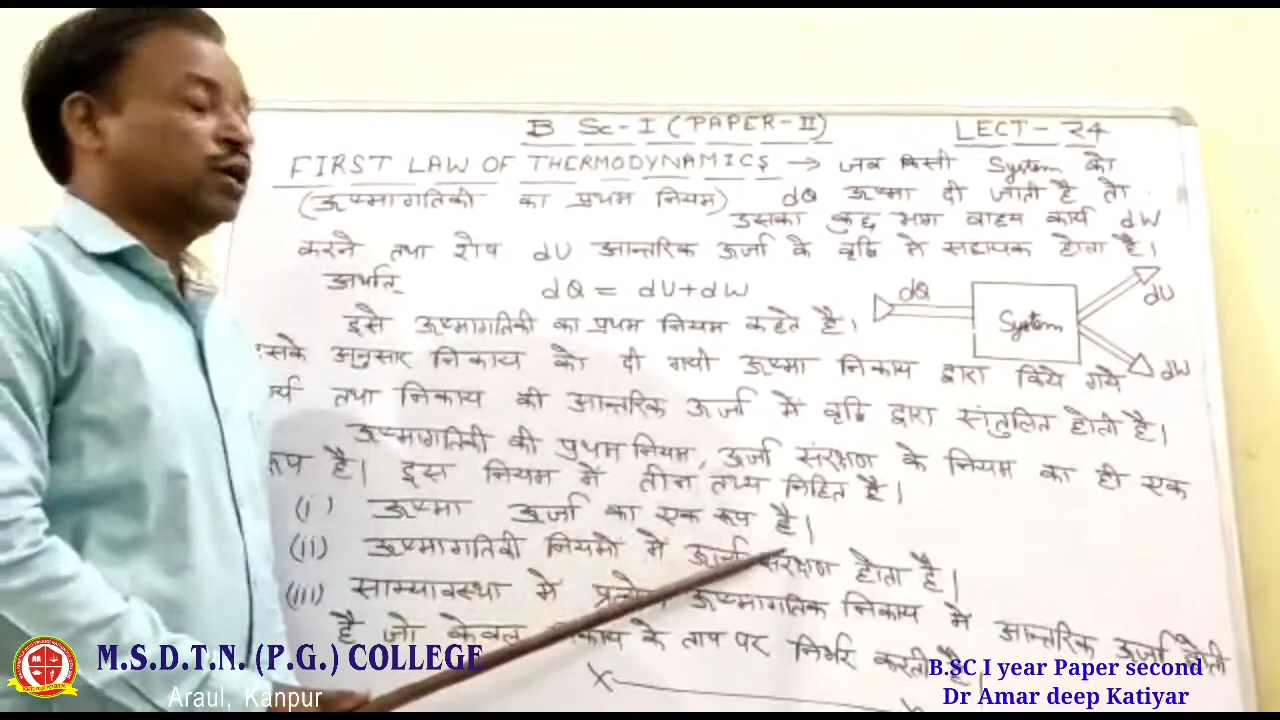 B Sc-I (PAPER-II)
LECT-24
FIRST LAW OF THERMODYNAMICS → जब किसी System को
(ऊष्मागतिकी का प्रथम नियम) dQ ऊष्मा दी जाती है तो
उसका कुछ भाग बाहय कार्य dW
करने तथा शेष dU आन्तरिक ऊर्जा के वृद्धि मे सहायक होता है।
अर्थात् dQ = dU+dW
dQ
System
dU
dW
इसे ऊष्मागतिकी का प्रथम नियम कहते है।
अनुसार निकाय को दी गयी ऊष्मा निकाय द्वारा किये गये
तथा निकाय की आन्तरिक ऊर्जा में वृद्धि द्वारा संतुलित होती है।
ऊष्मागतिकी की प्रथम नियम, ऊर्जा संरक्षण के नियम का ही एक
रूप है। इस नियम में तीन तथ्य निहित है।
(i) ऊष्मा ऊर्जा का एक रूप है।
(ii) ऊष्मागतिकी नियमों में ऊर्जा संरक्षण होता है।
(iii) साम्यावस्था में ऊष्मागतिक निकाय में आन्तरिक ऊर्जा होती
है जो केवल के ताप पर निर्भर करती है।
M.S.D.T.N. (P.G.) COLLEGE
Araul, Kanpur
B.SC I year Paper second
Dr Amar deep Katiyar